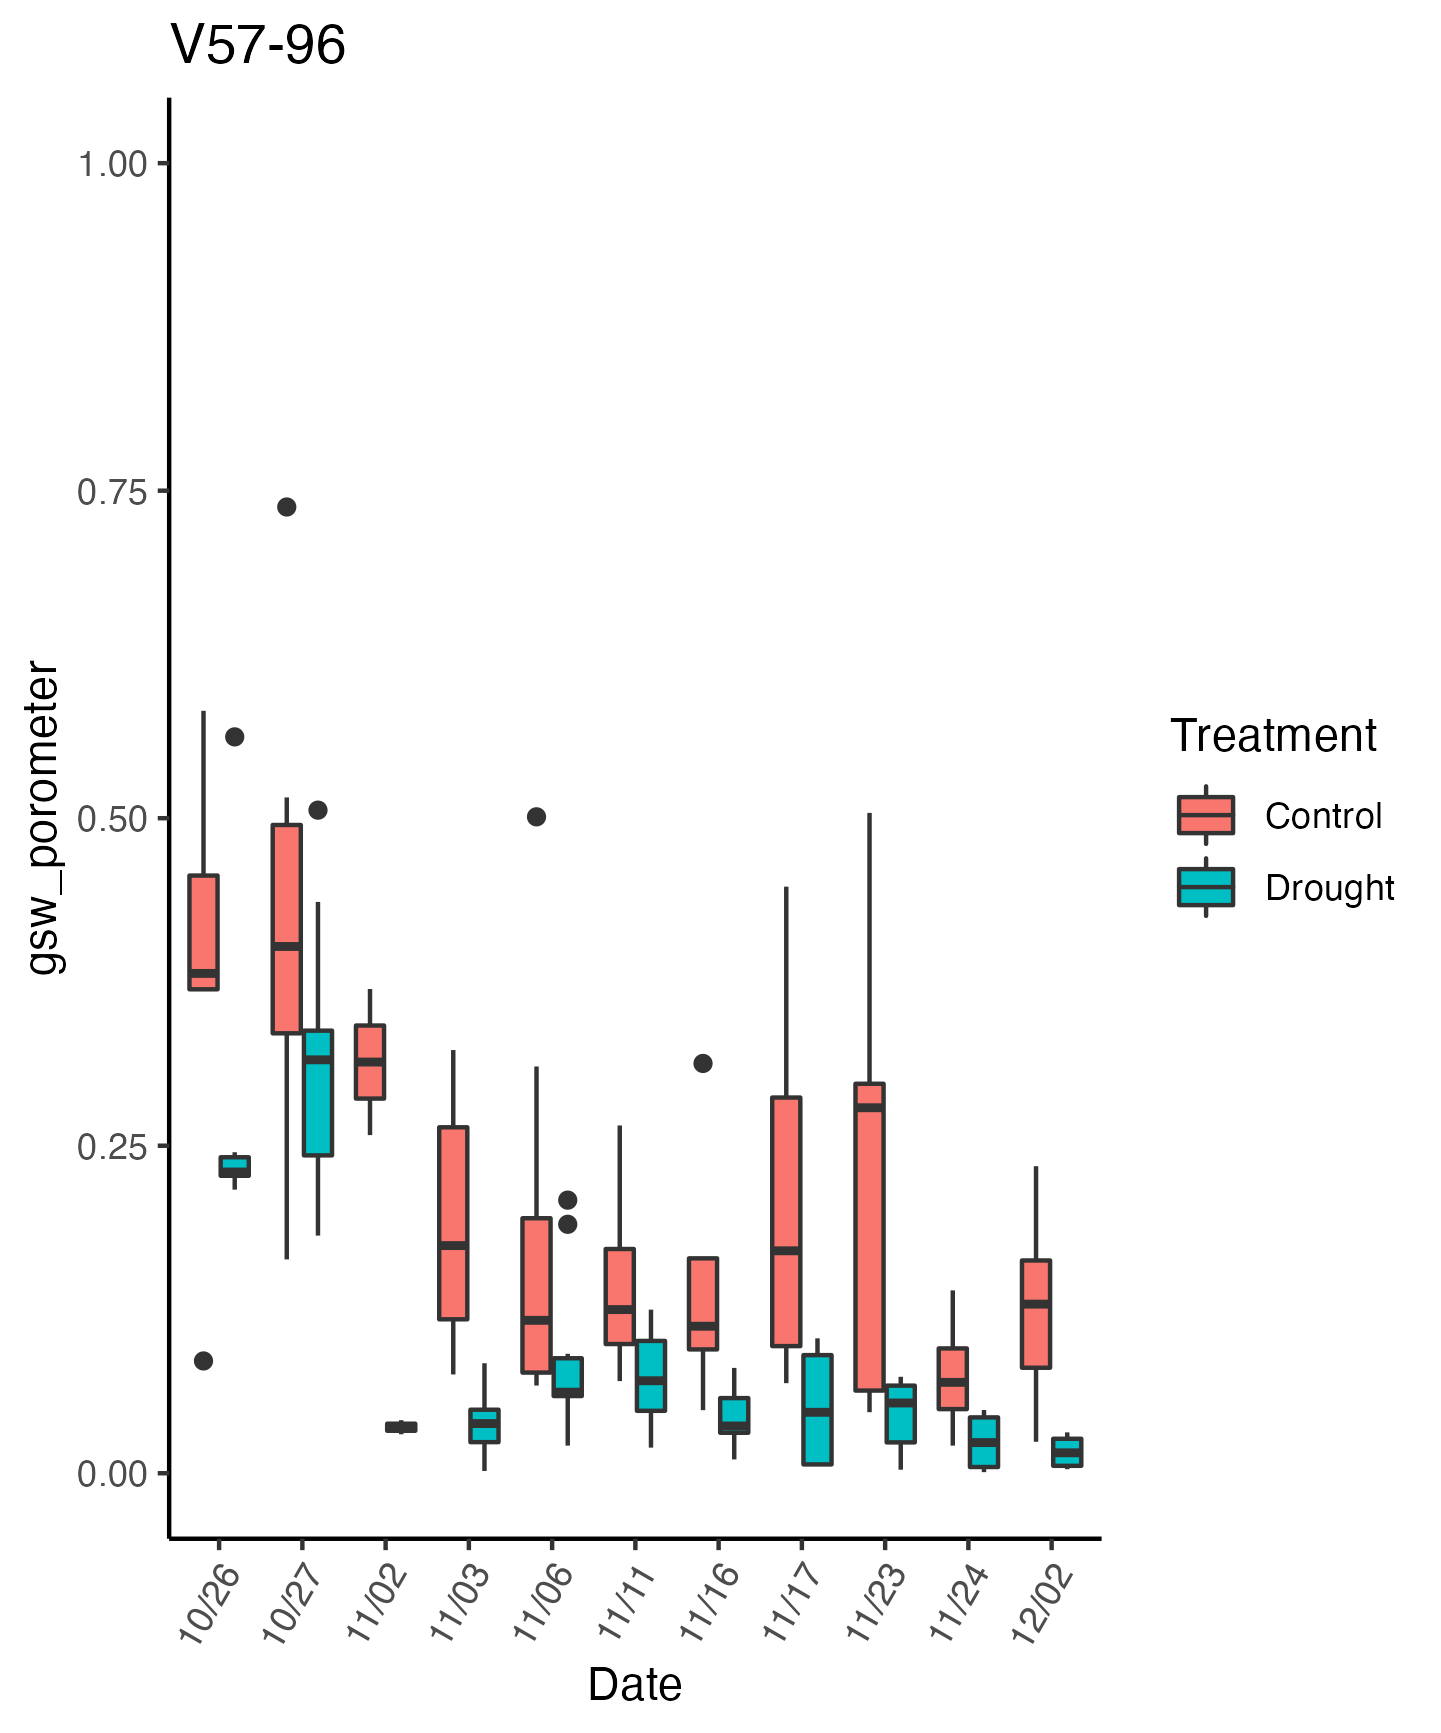 V57-96
1.00
0.75
0.50
0.25
0.00
gsw_porometer
10/26
10/27
11/02
11/03
11/06
11/11
11/16
11/17
11/23
11/24
12/02
Date
Treatment
Control
Drought